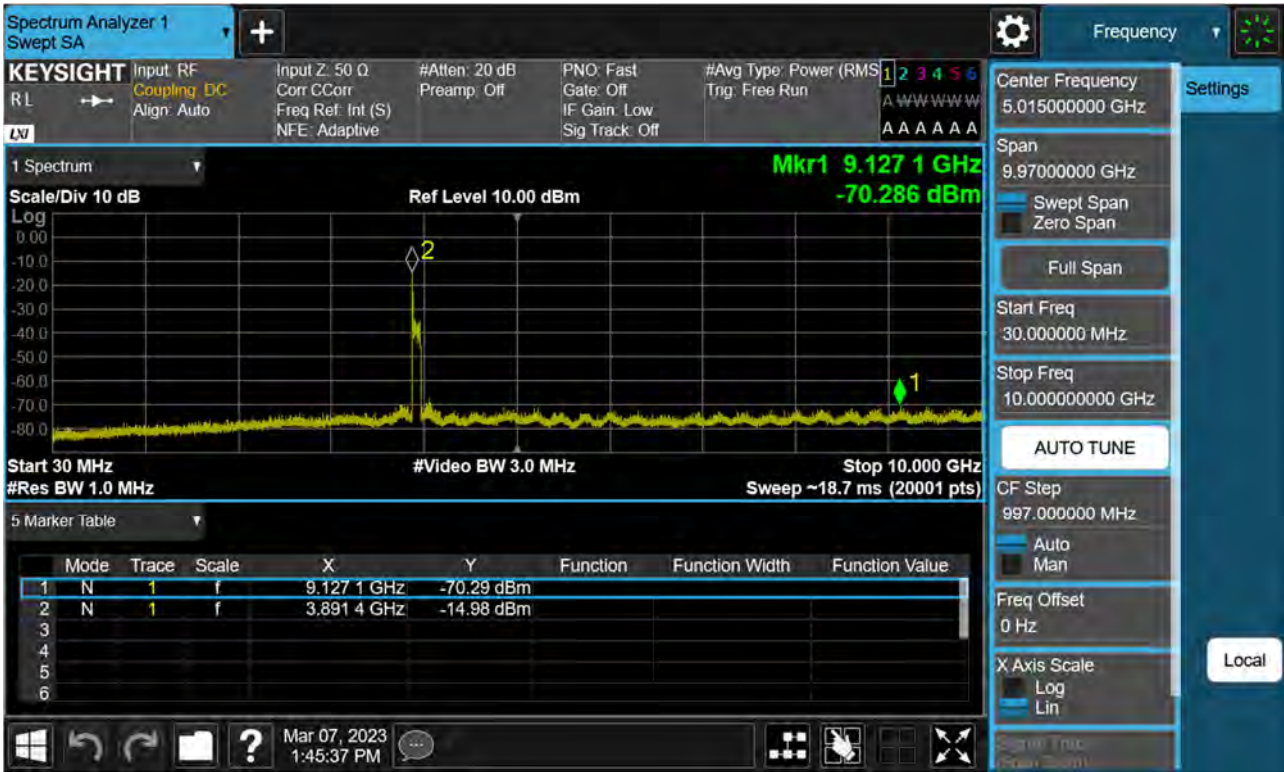 Spectrum Analyzer 1
Swept SA
+
Frequency
KEYSIGHT
RL
LXI
Input: RF
Coupling: DC
Align: Auto
Input Z: 50 Ω
Corr CCorr
Freq Ref: Int (S)
NFE: Adaptive
#Atten: 20 dB
Preamp: Off
PNO: Fast
Gate: Off
IF Gain: Low
Sig Track: Off
#Avg Type: Power (RMS
Trig: Free Run
1 2 3 4 5 6
A W W W W W
A A A A A A
1 Spectrum
Scale/Div 10 dB
Ref Level 10.00 dBm
Mkr1 9.127 1 GHz
-70.286 dBm
Log
0.00
-10.0
-20.0
-30.0
-40.0
-50.0
-60.0
-70.0
-80.0
2
1
Start 30 MHz
#Video BW 3.0 MHz
Stop 10.000 GHz
#Res BW 1.0 MHz
Sweep ~18.7 ms (20001 pts)
5 Marker Table
Mode Trace Scale X Y Function Function Width Function Value
1 N 1 f 9.127 1 GHz -70.29 dBm
2 N 1 f 3.891 4 GHz -14.98 dBm
3
4
5
6
Mar 07, 2023
1:45:37 PM
?
Center Frequency
5.015000000 GHz
Span
9.97000000 GHz
Swept Span
Zero Span
Full Span
Start Freq
30.000000 MHz
Stop Freq
10.000000000 GHz
AUTO TUNE
CF Step
997.000000 MHz
Auto
Man
Freq Offset
0 Hz
X Axis Scale
Log
Lin
Settings
Local